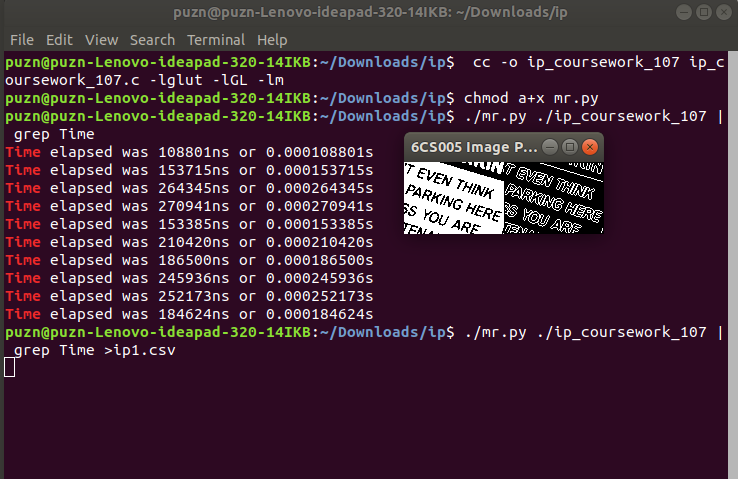 puzn@puzn-Lenovo-ideapad-320-14IKB: ~/Downloads/ip
File Edit View Search Terminal Help
puzn@puzn-Lenovo-ideapad-320-14IKB:~/Downloads/ip$  cc -o ip_coursework_107 ip_c
oursework_107.c -lglut -lGL -lm
puzn@puzn-Lenovo-ideapad-320-14IKB:~/Downloads/ip$ chmod a+x mr.py
puzn@puzn-Lenovo-ideapad-320-14IKB:~/Downloads/ip$ ./mr.py ./ip_coursework_107 |
 grep Time
Time elapsed was 108801ns or 0.000108801s
Time elapsed was 153715ns or 0.000153715s
Time elapsed was 264345ns or 0.000264345s
Time elapsed was 270941ns or 0.000270941s
Time elapsed was 153385ns or 0.000153385s
Time elapsed was 210420ns or 0.000210420s
Time elapsed was 186500ns or 0.000186500s
Time elapsed was 245936ns or 0.000245936s
Time elapsed was 252173ns or 0.000252173s
Time elapsed was 184624ns or 0.000184624s
puzn@puzn-Lenovo-ideapad-320-14IKB:~/Downloads/ip$ ./mr.py ./ip_coursework_107 |
 grep Time >ip1.csv
6CS005 Image P...
'T EVEN THINK
PARKING HERE
SS YOU ARE
'T EVEN THINK
PARKING HERE
SS YOU ARE